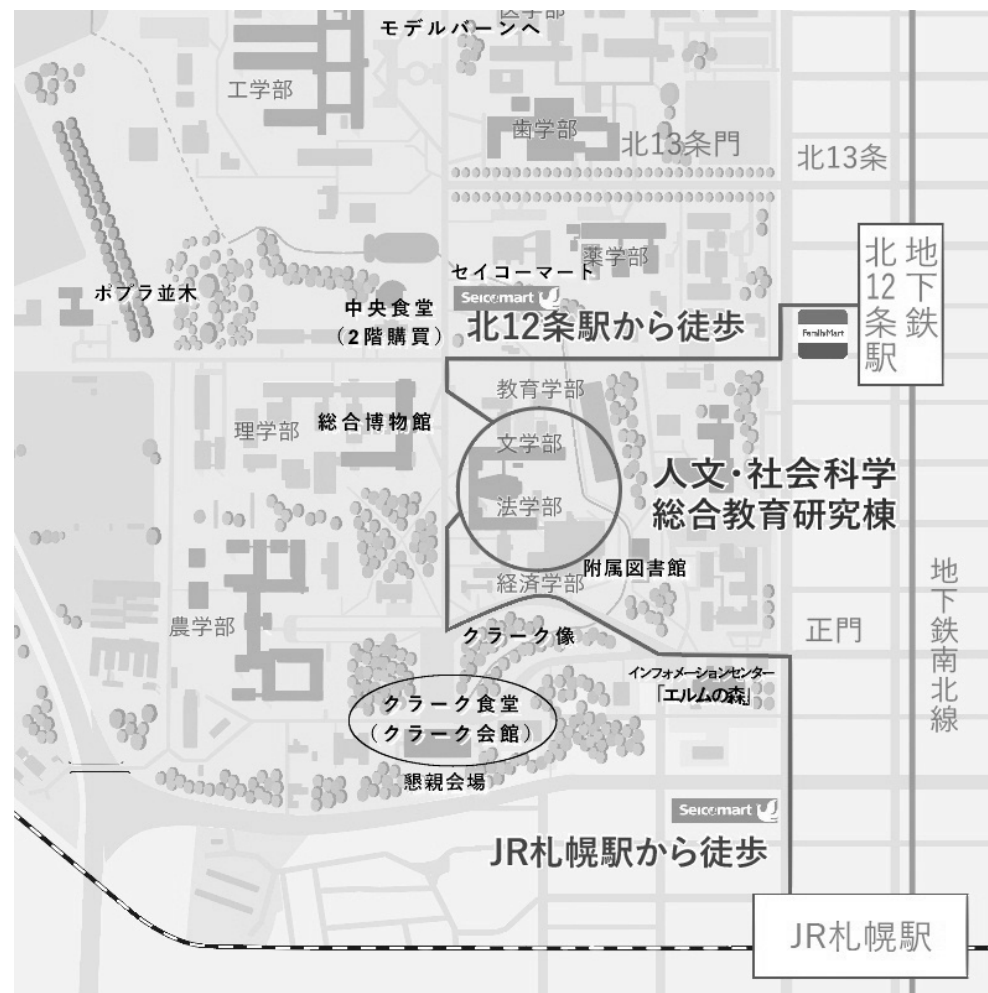 医学部
モデルバーンへ
工学部
歯学部
北13条門
北13条
薬学部
地下鉄
北12条駅
セイコーマート
Seicomart
ポプラ並木
中央食堂
（2階購買）
北12条駅から徒歩
FamilyMart
教育学部
総合博物館
理学部
文学部
人文・社会科学
総合教育研究棟
法学部
附属図書館
経済学部
地下鉄南北線
農学部
クラーク像
正門
インフォメーションセンター
「エルムの森」
クラーク食堂
（クラーク会館）
懇親会場
Seicomart
JR札幌駅から徒歩
JR札幌駅